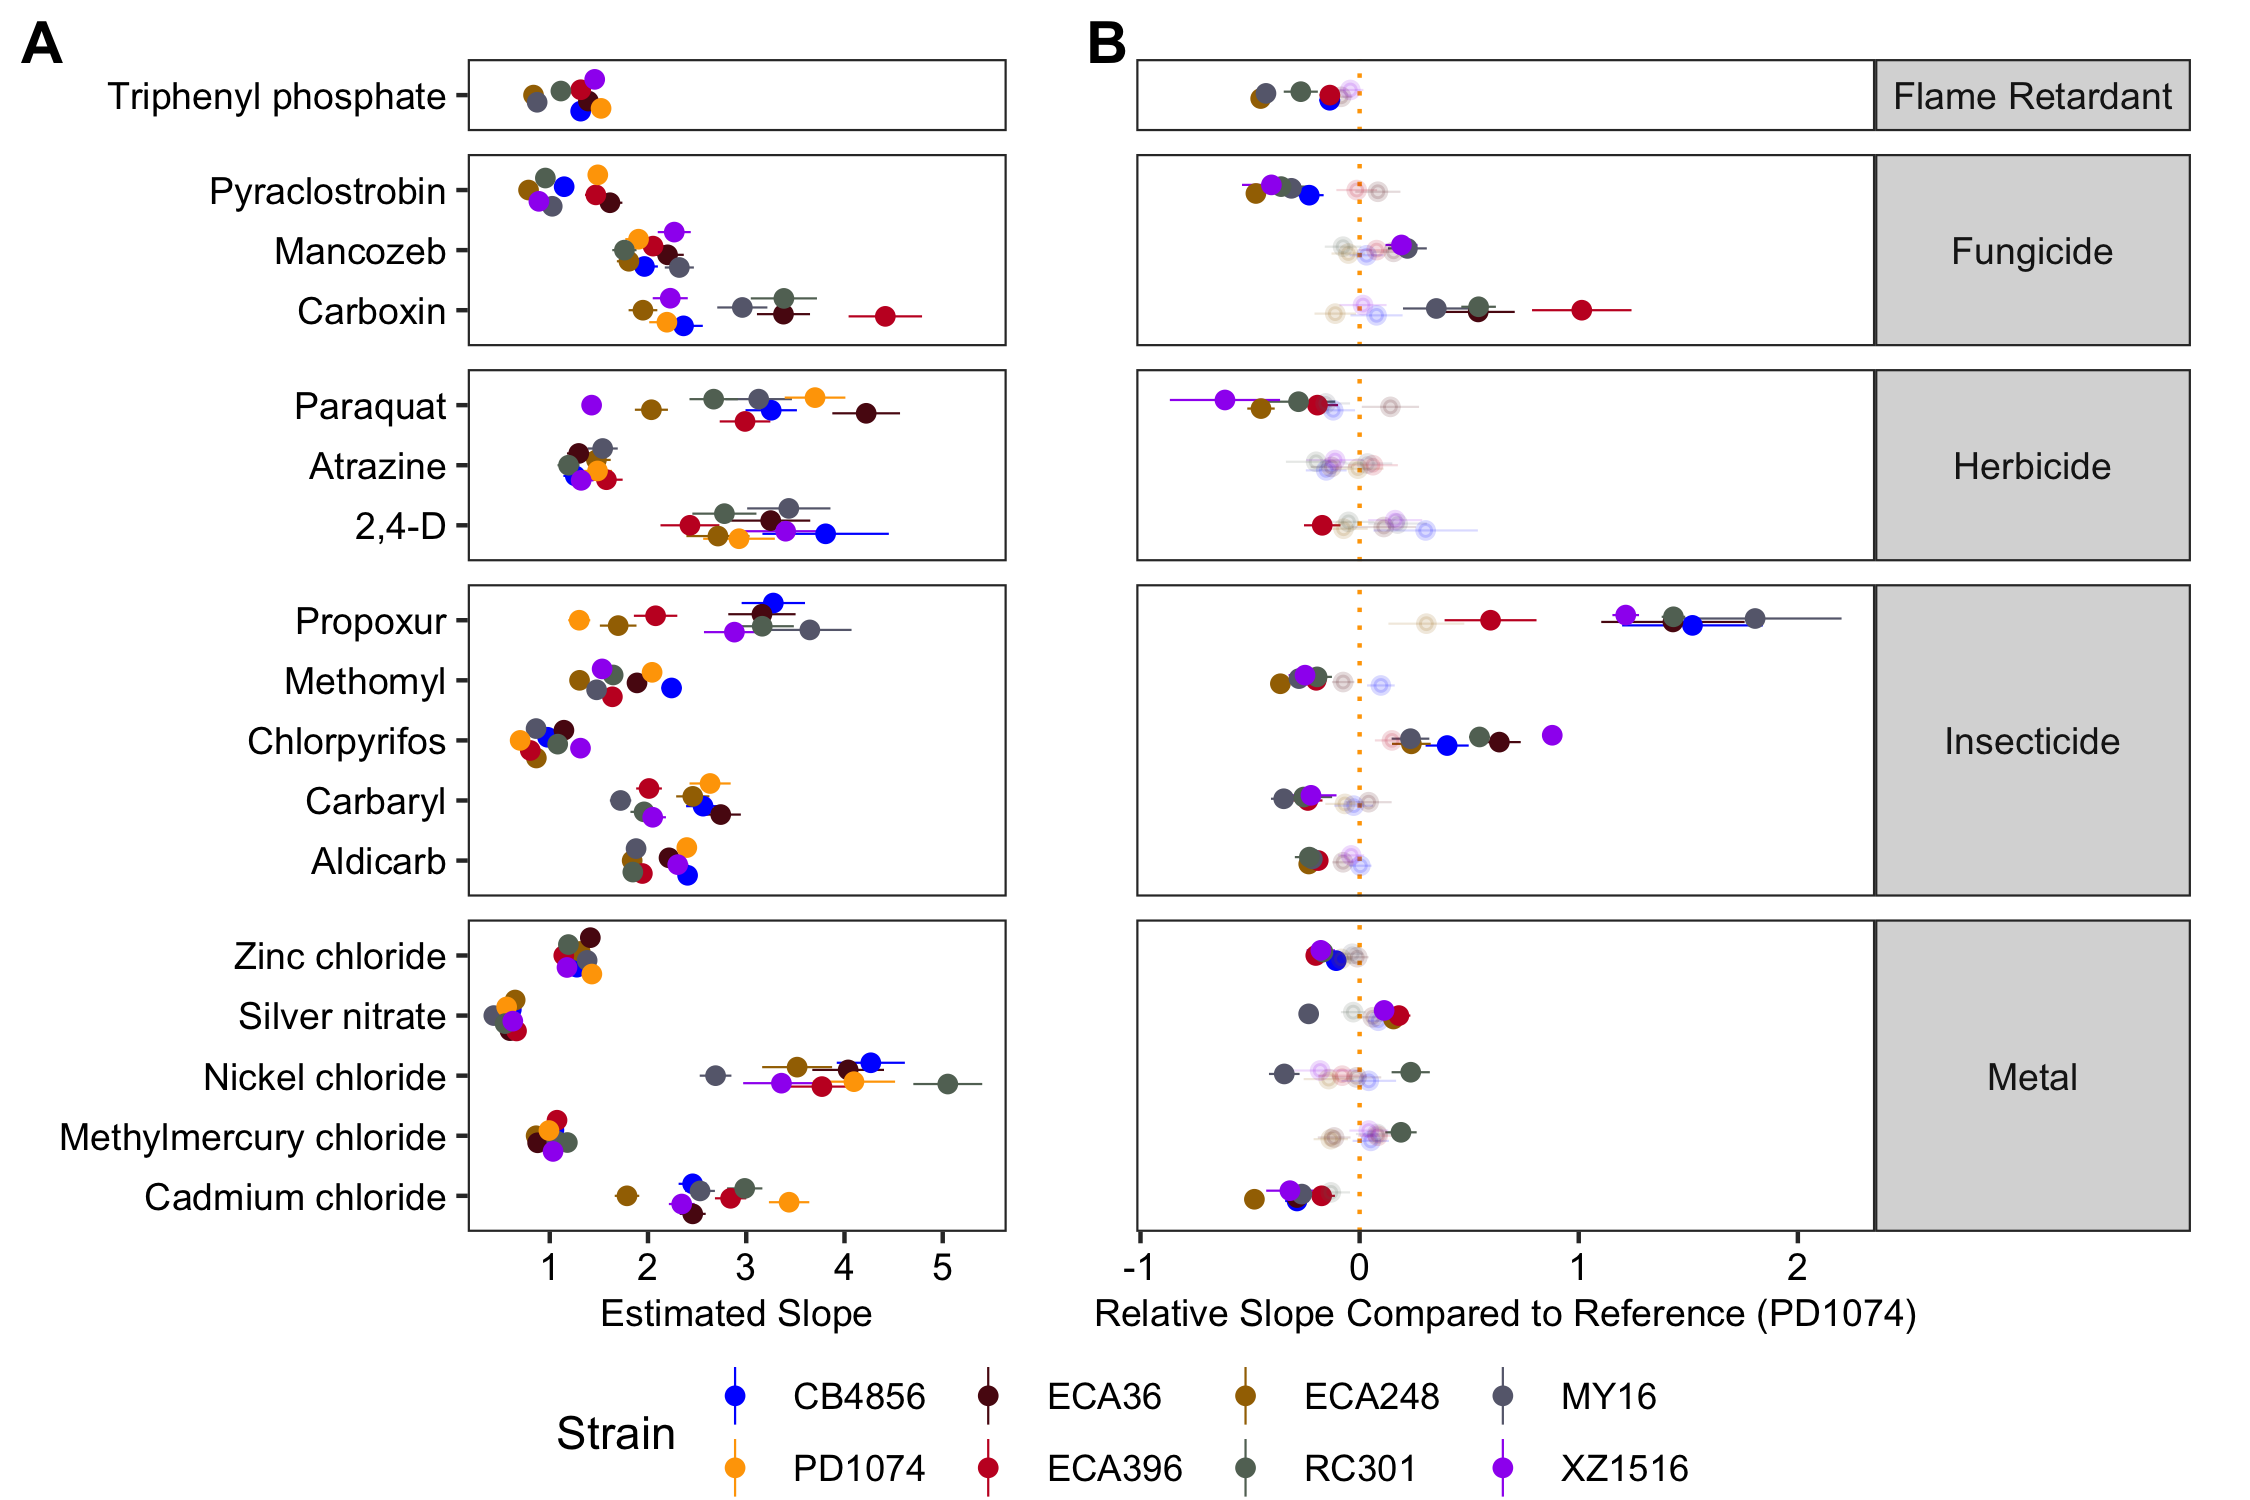 A
B
Triphenyl phosphate
Flame Retardant
Pyraclostrobin
Mancozeb
Carboxin
Fungicide
Paraquat
Atrazine
2,4-D
Herbicide
Propoxur
Methomyl
Chlorpyrifos
Carbaryl
Aldicarb
Insecticide
Zinc chloride
Silver nitrate
Nickel chloride
Methylmercury chloride
Cadmium chloride
Metal
1 2 3 4 5
-1 0 1 2
Estimated Slope
Relative Slope Compared to Reference (PD1074)
Strain
CB4856 ECA36 ECA248 MY16
PD1074 ECA396 RC301 XZ1516